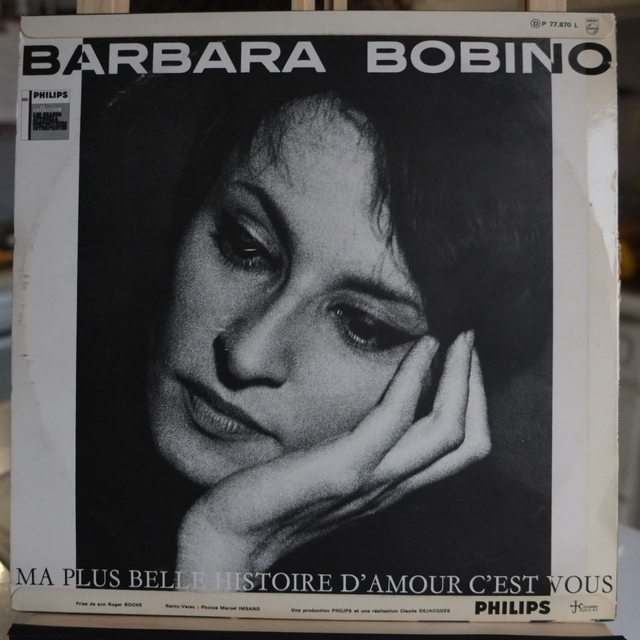 Ⓓ P 77.870 L
BARBARA BOBINO
PHILIPS
MA PLUS BELLE HISTOIRE D'AMOUR C'EST VOUS
Prise de son Roger ROCHE Recto-Verso : Photos Marcel IMSAND Une production PHILIPS et une réalisation Claude DEJACQUES PHILIPS